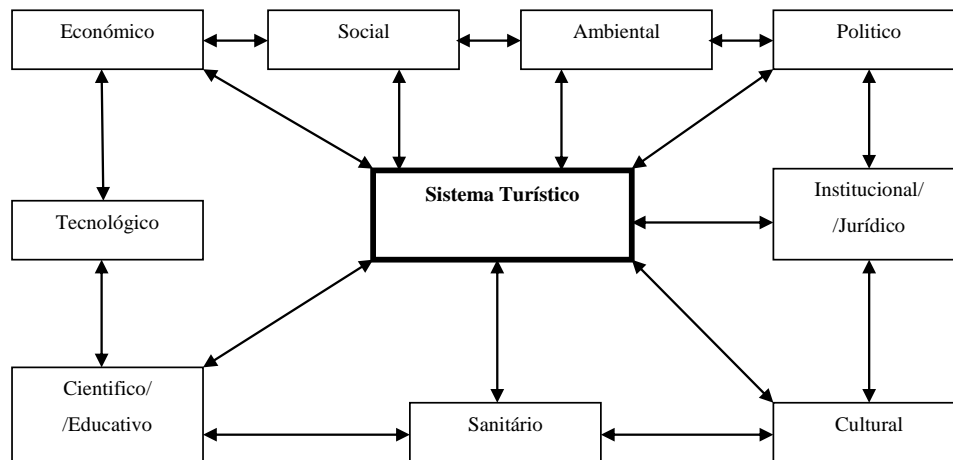 Económico
Social
Ambiental
Politico
Sistema Turístico
Institucional/
/Jurídico
Tecnológico
Cientifico/
/Educativo
Sanitário
Cultural